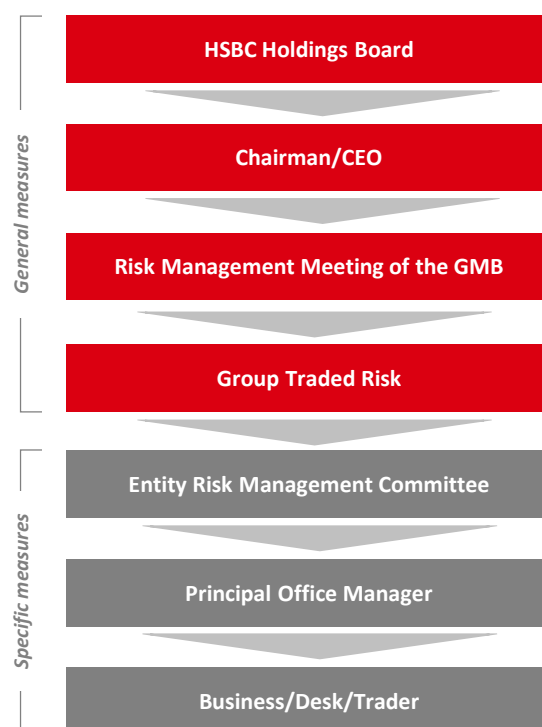 HSBC Holdings Board
Chairman/CEO
Risk Management Meeting of the GMB
Group Traded Risk
General measures
Entity Risk Management Committee
Principal Office Manager
Business/Desk/Trader
Specific measures